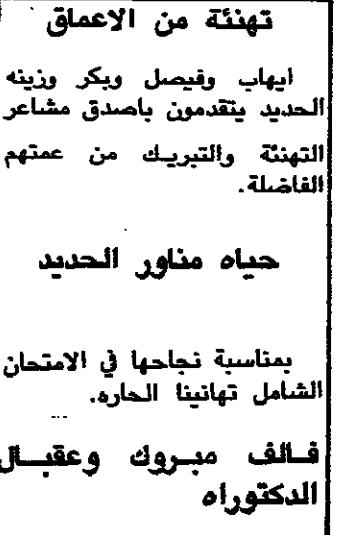 تهنئة من الاعماق
ايهاب وفيصل وبكر وزينه
الحديد يتقدمون باصدق مشاعر
التهنئة والتبريك من عمتهم
الفاضلة.
حياه مناور الحديد
بمناسبة نجاحها في الامتحان
الشامل تهانينا الحاره.
فالف مبروك وعقبال
الدكتوراه